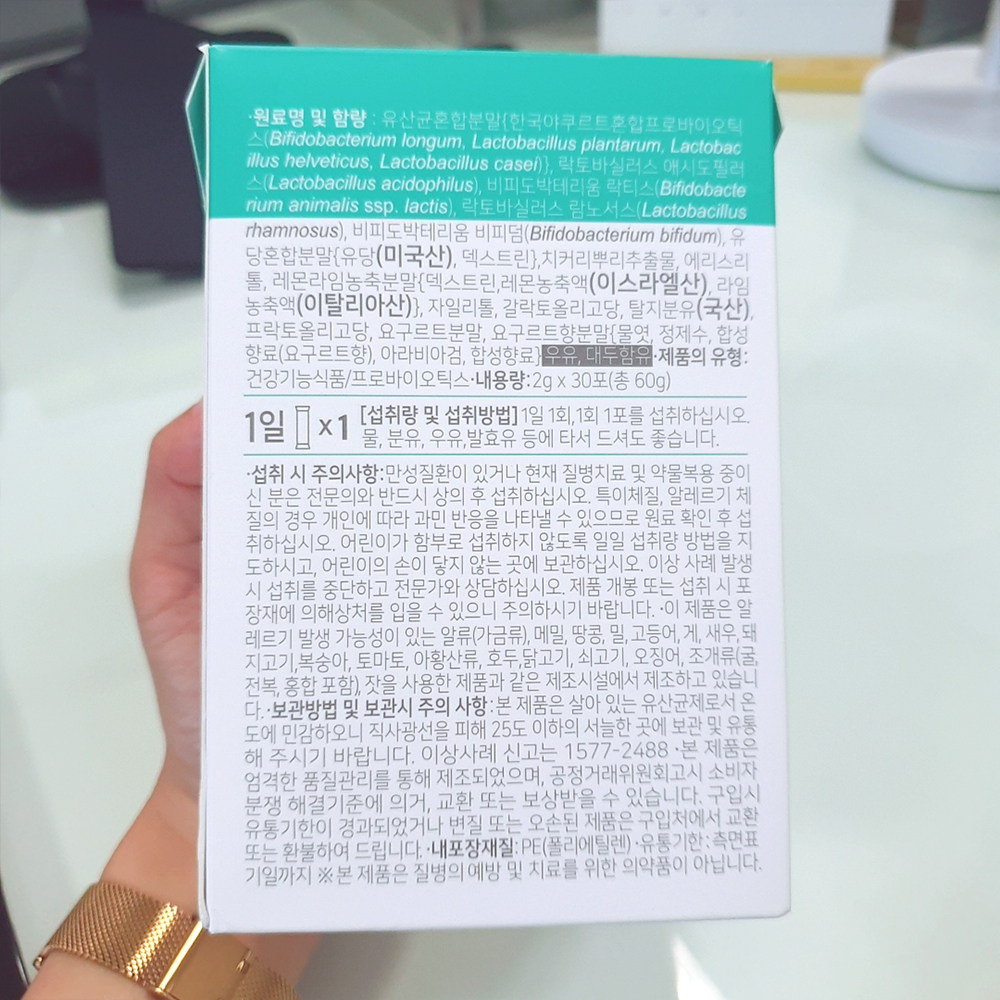 ·원료명 및 함량 : 유산균혼합분말{한국야쿠르트혼합프로바이오틱
스(Bifidobacterium longum, Lactobacillus plantarum, Lactobac
illus helveticus, Lactobacillus casei)}, 락토바실러스 애시도필러
스(Lactobacillus acidophilus), 비피도박테리움 락티스(Bifidobacte
rium animalis ssp. lactis), 락토바실러스 람노서스(Lactobacillus
rhamnosus), 비피도박테리움 비피덤(Bifidobacterium bifidum), 유
당혼합분말{유당(미국산), 덱스트린},치커리뿌리추출물, 에리스리
톨, 레몬라임농축분말{덱스트린,레몬농축액(이스라엘산), 라임
농축액(이탈리아산)}, 자일리톨, 갈락토올리고당, 탈지분유(국산),
프락토올리고당, 요구르트분말, 요구르트향분말{물엿, 정제수, 합성
향료(요구르트향), 아라비아검, 합성향료} 우유, 대두함유 ·제품의 유형:
건강기능식품/프로바이오틱스·내용량:2g x 30포(총 60g)
1일 x1 [섭취량 및 섭취방법]1일 1회,1회 1포를 섭취하십시오.
물, 분유, 우유,발효유 등에 타서 드셔도 좋습니다.
·섭취 시 주의사항:만성질환이 있거나 현재 질병치료 및 약물복용 중이
신 분은 전문의와 반드시 상의 후 섭취하십시오. 특이체질, 알레르기 체
질의 경우 개인에 따라 과민 반응을 나타낼 수 있으므로 원료 확인 후 섭
취하십시오. 어린이가 함부로 섭취하지 않도록 일일 섭취량 방법을 지
도하시고, 어린이의 손이 닿지 않는 곳에 보관하십시오. 이상 사례 발생
시 섭취를 중단하고 전문가와 상담하십시오. 제품 개봉 또는 섭취 시 포
장재에 의해상처를 입을 수 있으니 주의하시기 바랍니다. ·이 제품은 알
레르기 발생 가능성이 있는 알류(가금류), 메밀, 땅콩, 밀, 고등어, 게, 새우, 돼
지고기,복숭아, 토마토, 아황산류, 호두,닭고기, 쇠고기, 오징어, 조개류(굴,
전복, 홍합 포함), 잣을 사용한 제품과 같은 제조시설에서 제조하고 있습니
다. ·보관방법 및 보관시 주의 사항:본 제품은 살아 있는 유산균제로서 온
도에 민감하오니 직사광선을 피해 25도 이하의 서늘한 곳에 보관 및 유통
해 주시기 바랍니다. 이상사례 신고는 1577-2488 ·본 제품은
엄격한 품질관리를 통해 제조되었으며, 공정거래위원회고시 소비자
분쟁 해결기준에 의거, 교환 또는 보상받을 수 있습니다. 구입시
유통기한이 경과되었거나 변질 또는 오손된 제품은 구입처에서 교환
또는 환불하여 드립니다. ·내포장재질: PE(폴리에틸렌) ·유통기한: 측면표
기일까지 ※본 제품은 질병의 예방 및 치료를 위한 의약품이 아닙니다.